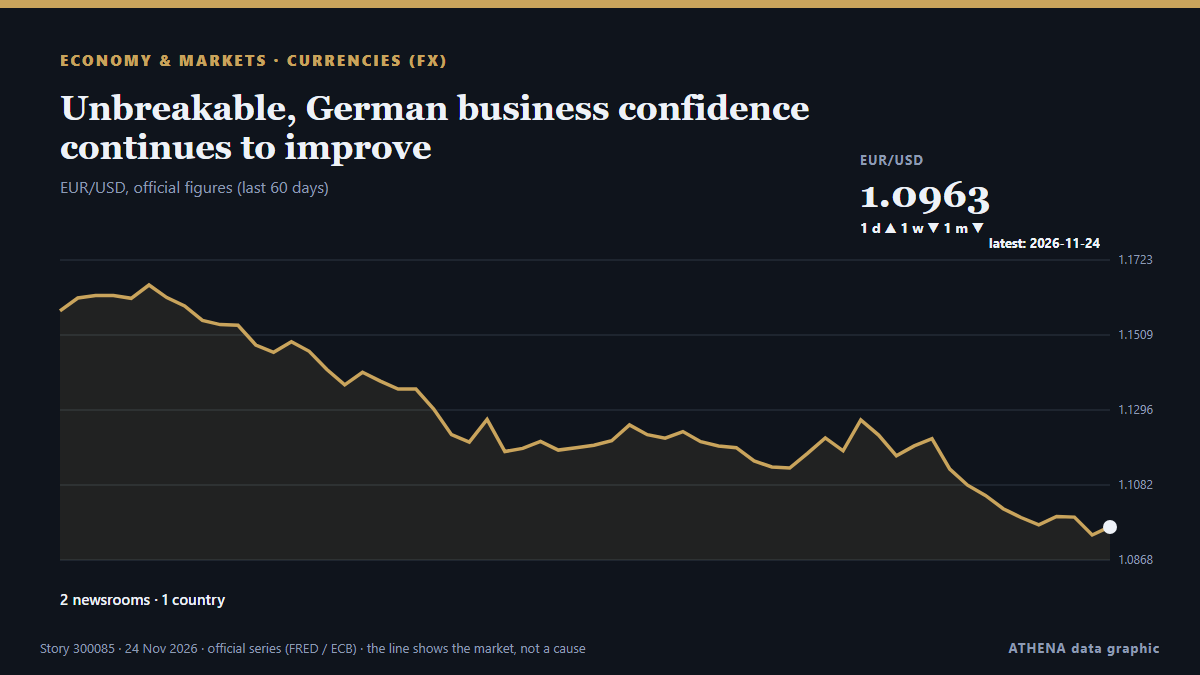 ECONOMY & MARKETS · CURRENCIES (FX)
Unbreakable, German business confidence
continues to improve
EUR/USD, official figures (last 60 days)
EUR/USD
1.0963
1 d ▲ 1 w ▼ 1 m ▼
latest: 2026-11-24
1.1723
1.1509
1.1296
1.1082
1.0868
2 newsrooms · 1 country
Story 300085 · 24 Nov 2026 · official series (FRED / ECB) · the line shows the market, not a cause
ATHENA data graphic